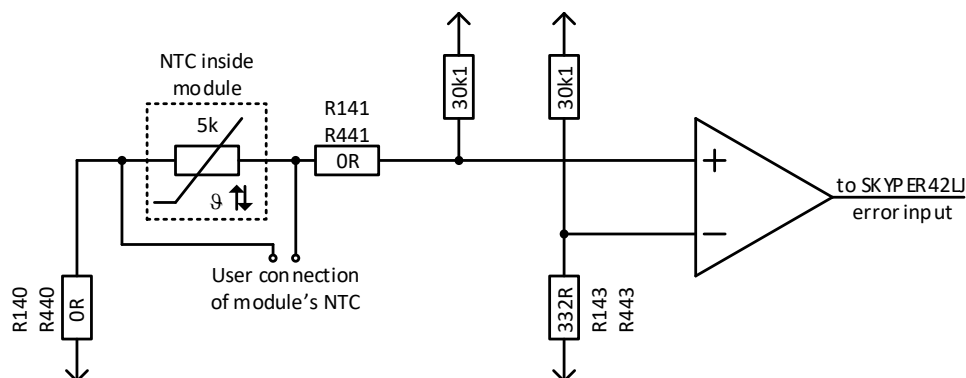 NTC inside
module
5k
ϑ
R141
R441
0R
30k1
30k1
+
−
to SKYPER42LJ
error input
User connection
of module's NTC
R140
R440
0R
332R
R143
R443